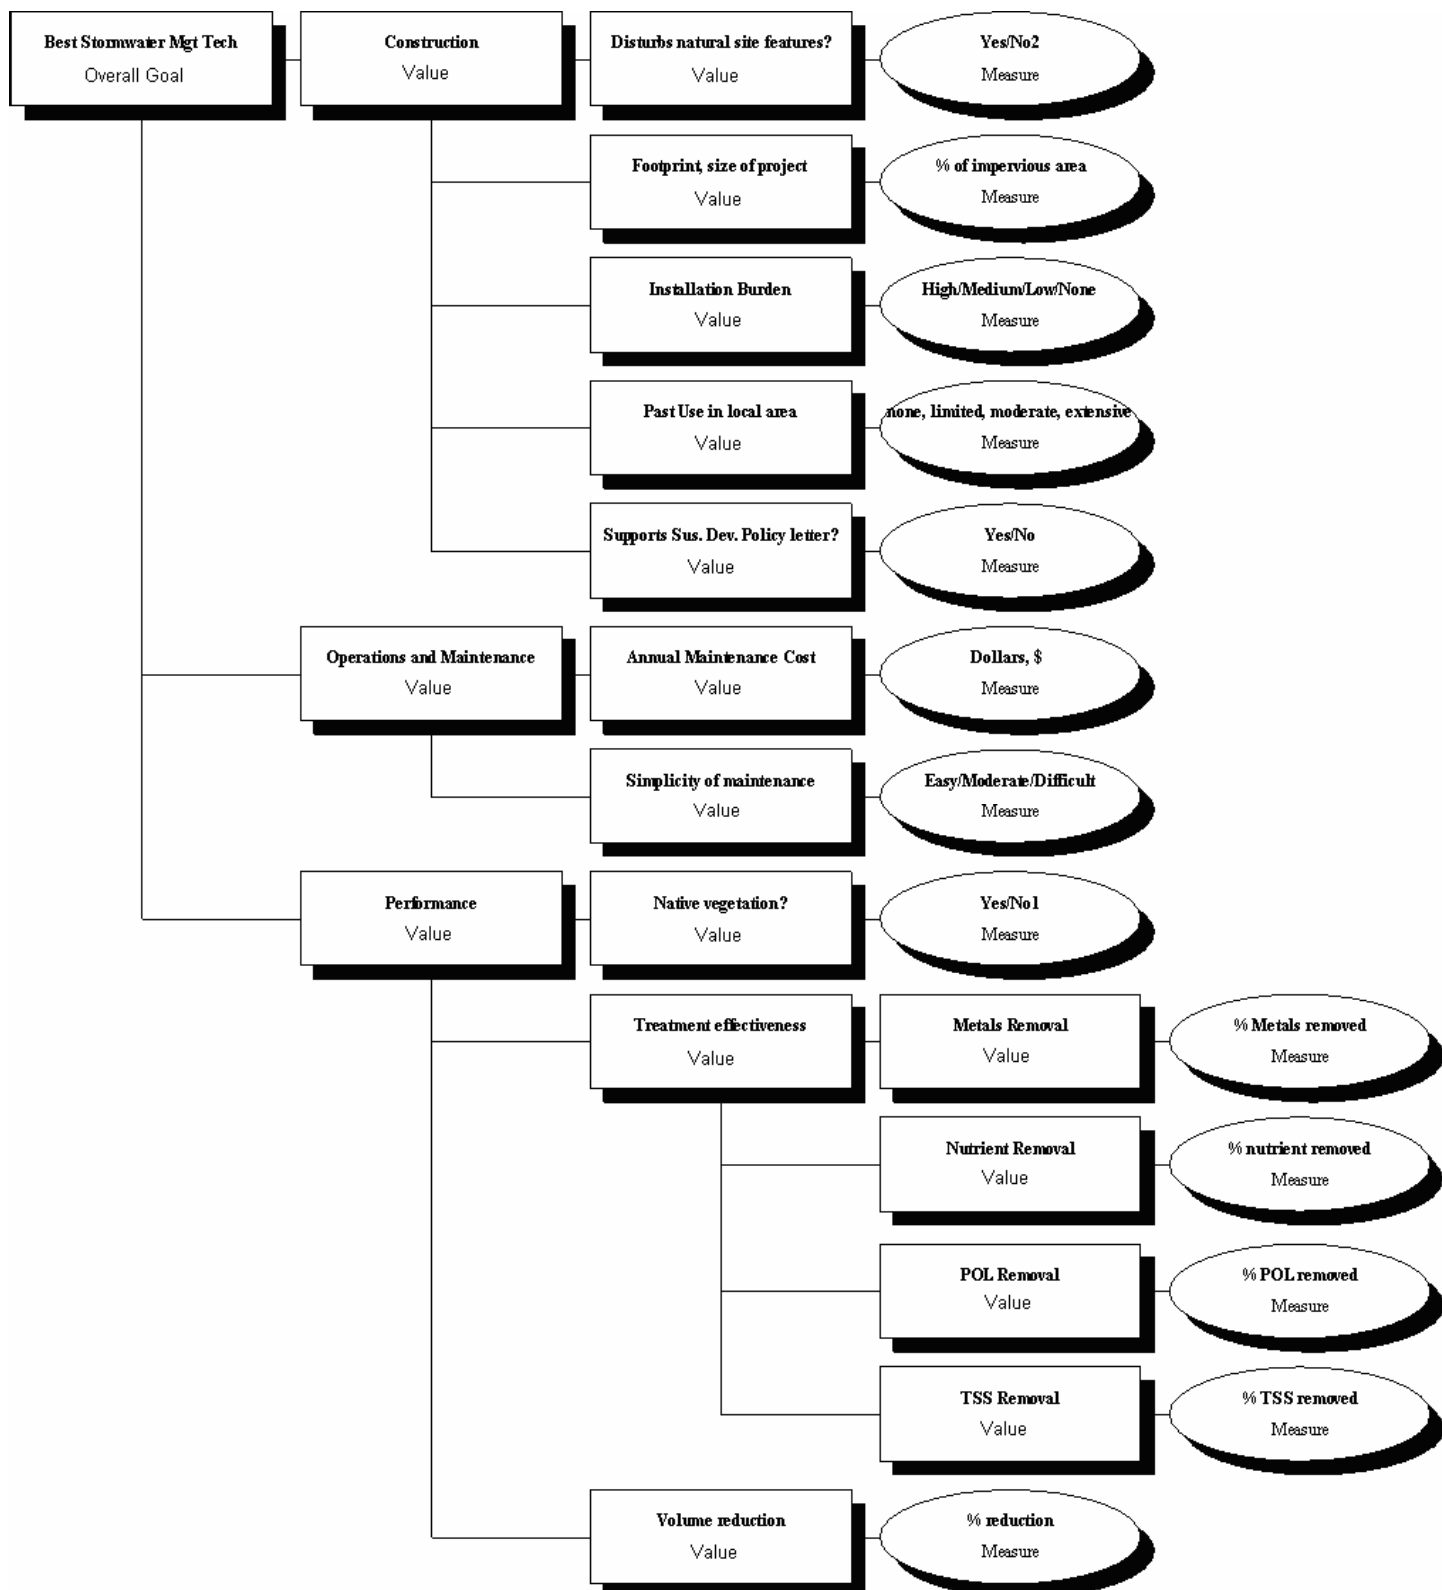 Best Stormwater Mgt Tech
Overall Goal
Construction
Value
Disturbs natural site features?
Value
Yes/No2
Measure
Footprint, size of project
Value
% of impervious area
Measure
Installation Burden
Value
High/Medium/Low/None
Measure
Past Use in local area
Value
none, limited, moderate, extensive
Measure
Supports Sus. Dev. Policy letter?
Value
Yes/No
Measure
Operations and Maintenance
Value
Annual Maintenance Cost
Value
Dollars, $
Measure
Simplicity of maintenance
Value
Easy/Moderate/Difficult
Measure
Performance
Value
Native vegetation?
Value
Yes/No1
Measure
Treatment effectiveness
Value
Metals Removal
Value
% Metals removed
Measure
Nutrient Removal
Value
% nutrient removed
Measure
POL Removal
Value
% POL removed
Measure
TSS Removal
Value
% TSS removed
Measure
Volume reduction
Value
% reduction
Measure